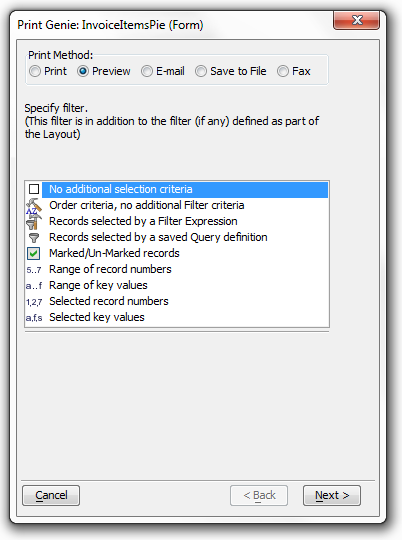 Print Genie: InvoiceItemsPie (Form)
Print Method:
Print Preview E-mail Save to File Fax
Specify filter.
(This filter is in addition to the filter (if any) defined as part of
the Layout)
No additional selection criteria
AZ Order criteria, no additional Filter criteria
Records selected by a Filter Expression
Records selected by a saved Query definition
Marked/Un-Marked records
5..7 Range of record numbers
a..f Range of key values
1,2,7 Selected record numbers
a,f,s Selected key values
Cancel < Back Next >